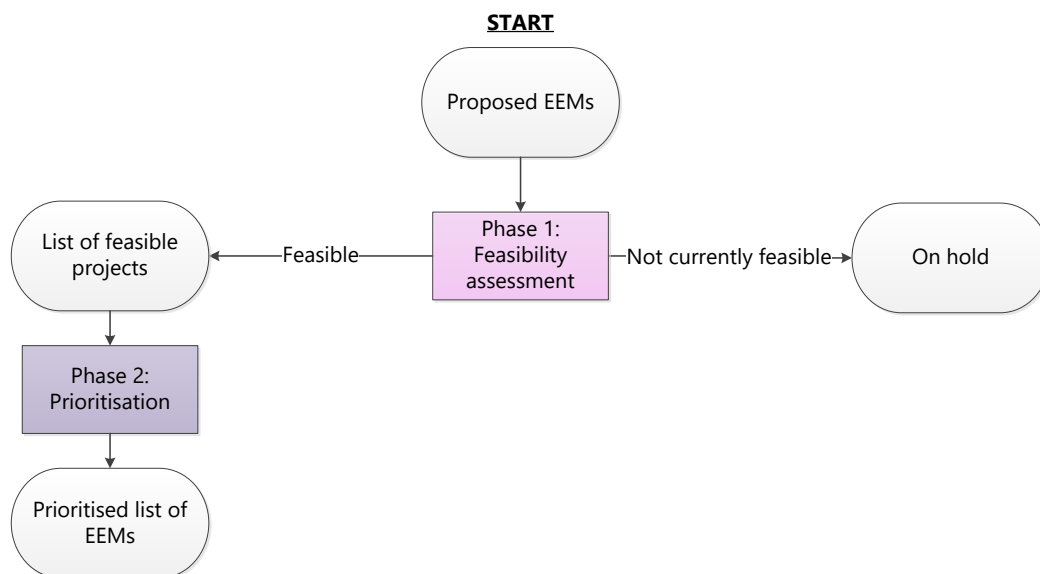 START
Proposed EEMs
List of feasible
projects
Feasible
Phase 1:
Feasibility
assessment
Not currently feasible
On hold
Phase 2:
Prioritisation
Prioritised list of
EEMs